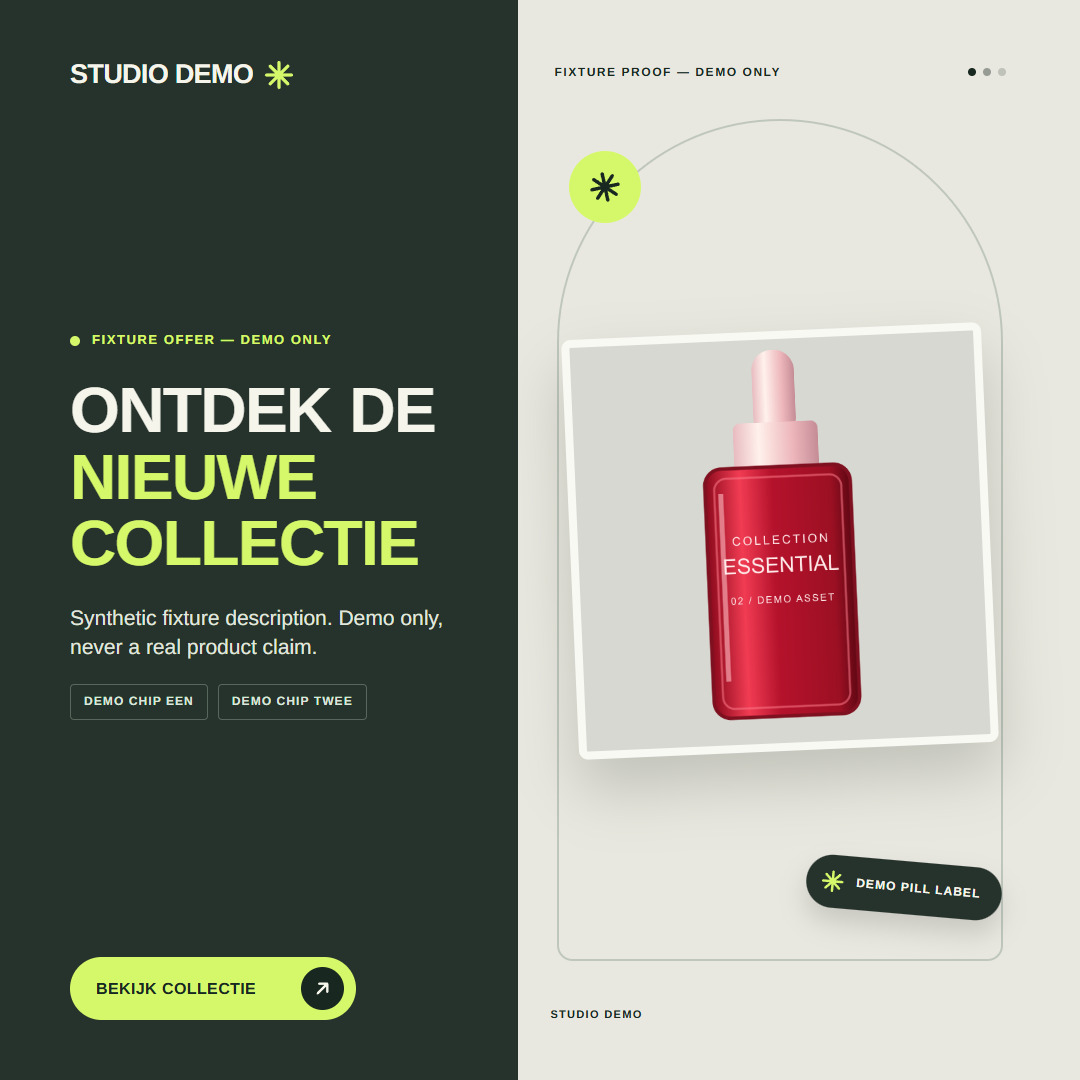 STUDIO DEMO
FIXTURE OFFER — DEMO ONLY
ONTDEK DE
NIEUWE
COLLECTIE
Synthetic fixture description. Demo only,
never a real product claim.
DEMO CHIP EEN
DEMO CHIP TWEE
BEKIJK COLLECTIE
FIXTURE PROOF — DEMO ONLY
COLLECTION
ESSENTIAL
02 / DEMO ASSET
DEMO PILL LABEL
STUDIO DEMO